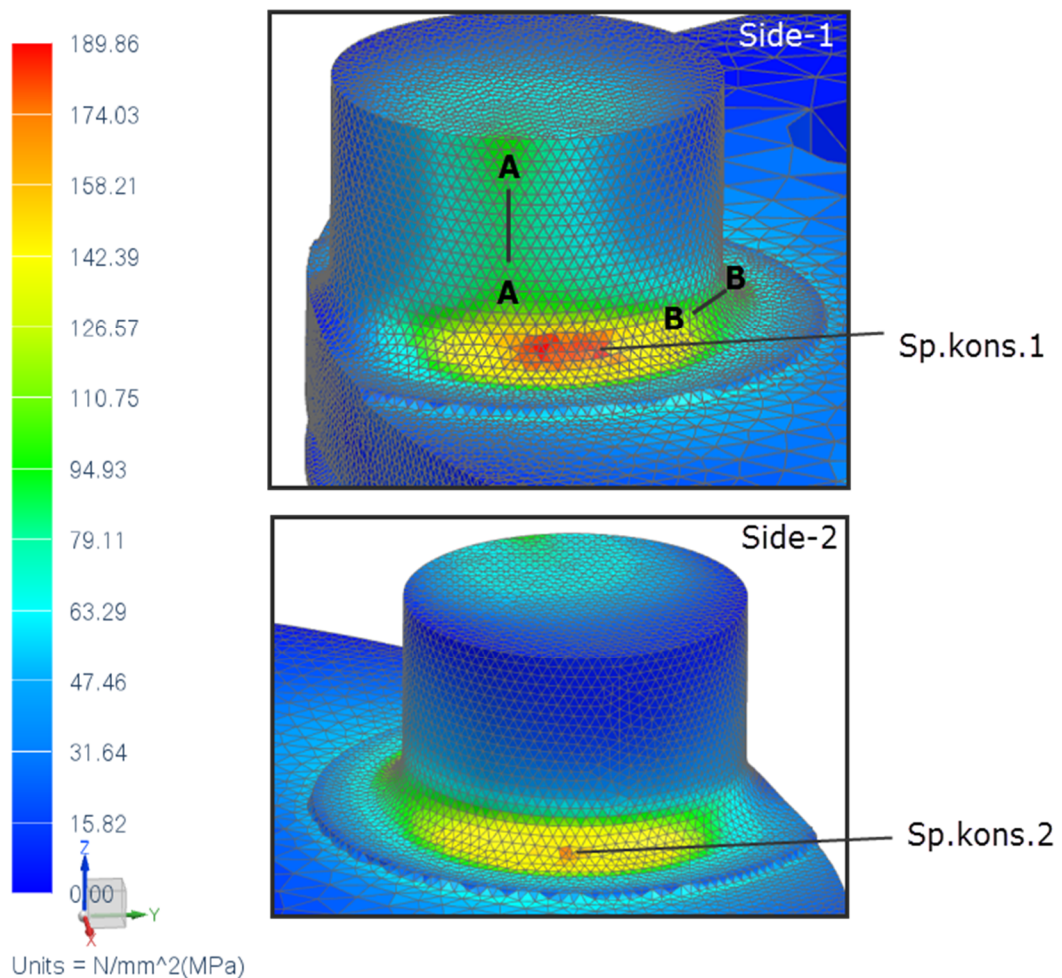 189.86
174.03
158.21
142.39
126.57
110.75
94.93
79.11
63.29
47.46
31.64
15.82
0.00
Z
Y
X
Units = N/mm^2(MPa)
Side-1
A
A
B
B
Sp.kons.1
Side-2
Sp.kons.2